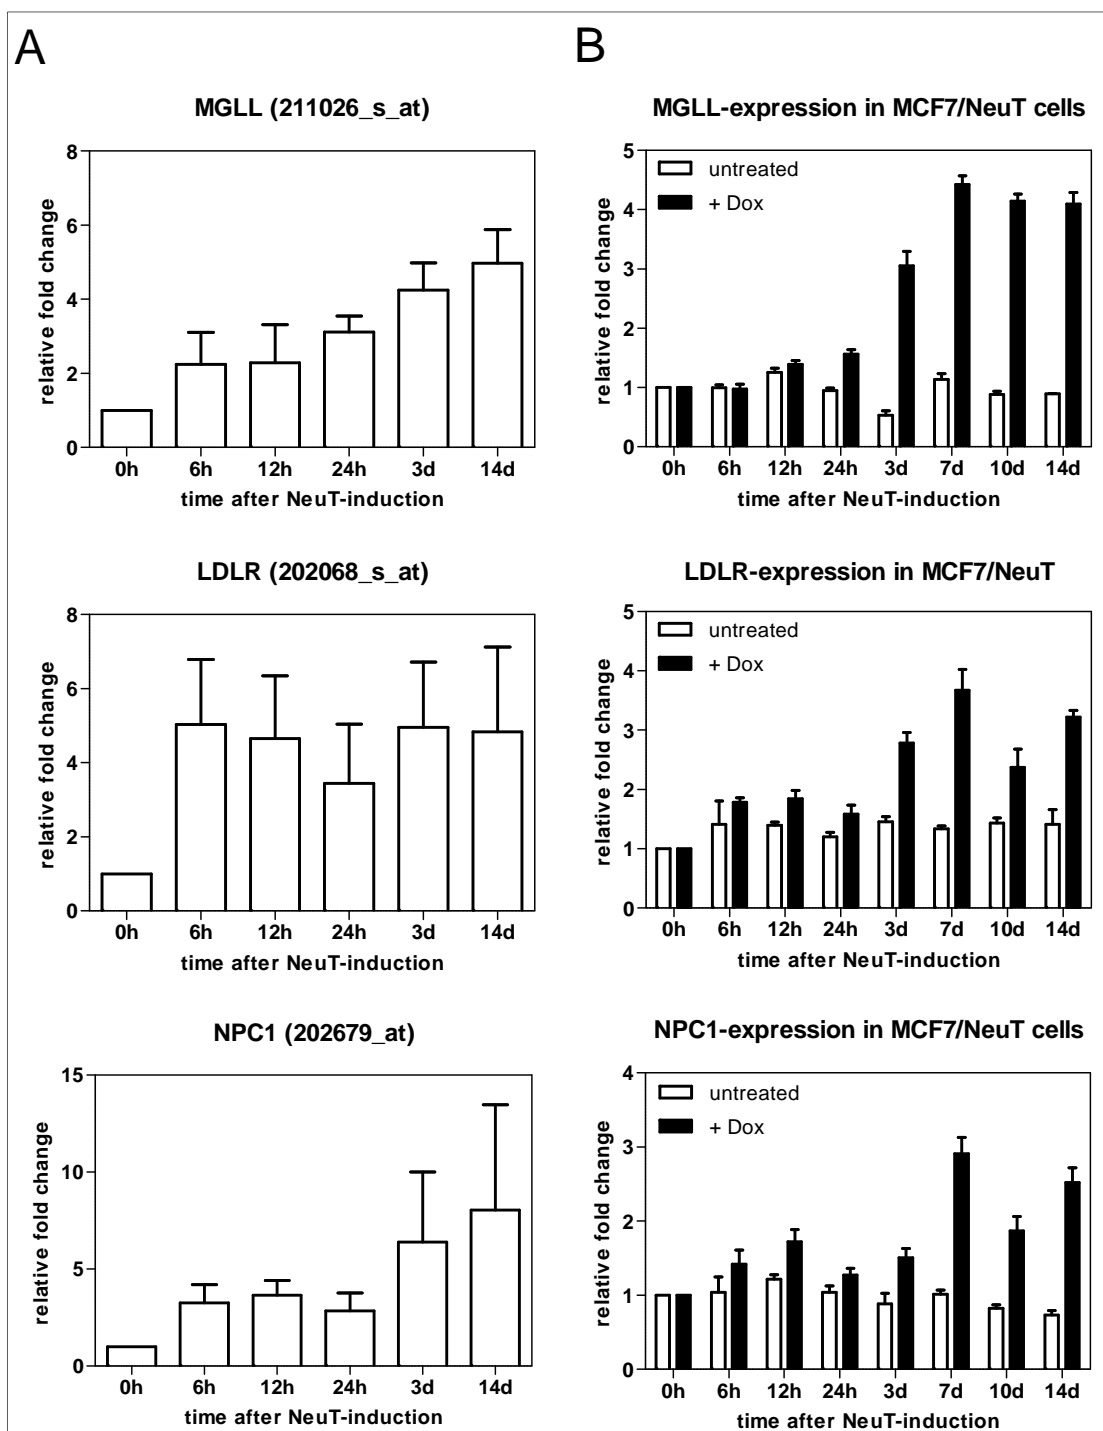 A
MGLL (211026_s_at)
relative fold change
8
6
4
2
0
0h 6h 12h 24h 3d 14d
time after NeuT-induction
LDLR (202068_s_at)
relative fold change
8
6
4
2
0
0h 6h 12h 24h 3d 14d
time after NeuT-induction
NPC1 (202679_at)
relative fold change
15
10
5
0
0h 6h 12h 24h 3d 14d
time after NeuT-induction
B
MGLL-expression in MCF7/NeuT cells
relative fold change
5
4
3
2
1
0
untreated
+ Dox
0h 6h 12h 24h 3d 7d 10d 14d
time after NeuT-induction
LDLR-expression in MCF7/NeuT
relative fold change
5
4
3
2
1
0
untreated
+ Dox
0h 6h 12h 24h 3d 7d 10d 14d
time after NeuT-induction
NPC1-expression in MCF7/NeuT cells
relative fold change
4
3
2
1
0
untreated
+ Dox
0h 6h 12h 24h 3d 7d 10d 14d
time after NeuT-induction